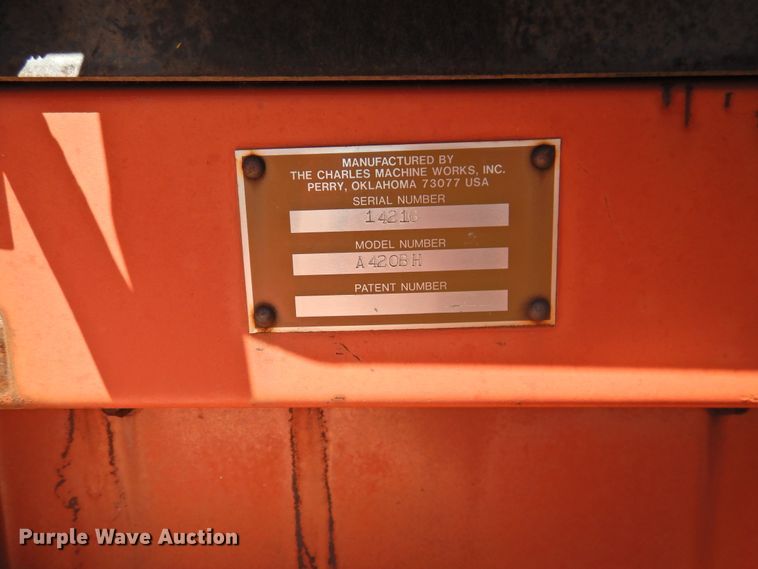 MANUFACTURED BY
THE CHARLES MACHINE WORKS, INC.
PERRY, OKLAHOMA 73077 USA
SERIAL NUMBER
14216
MODEL NUMBER
A420BH
PATENT NUMBER
Purple Wave Auction